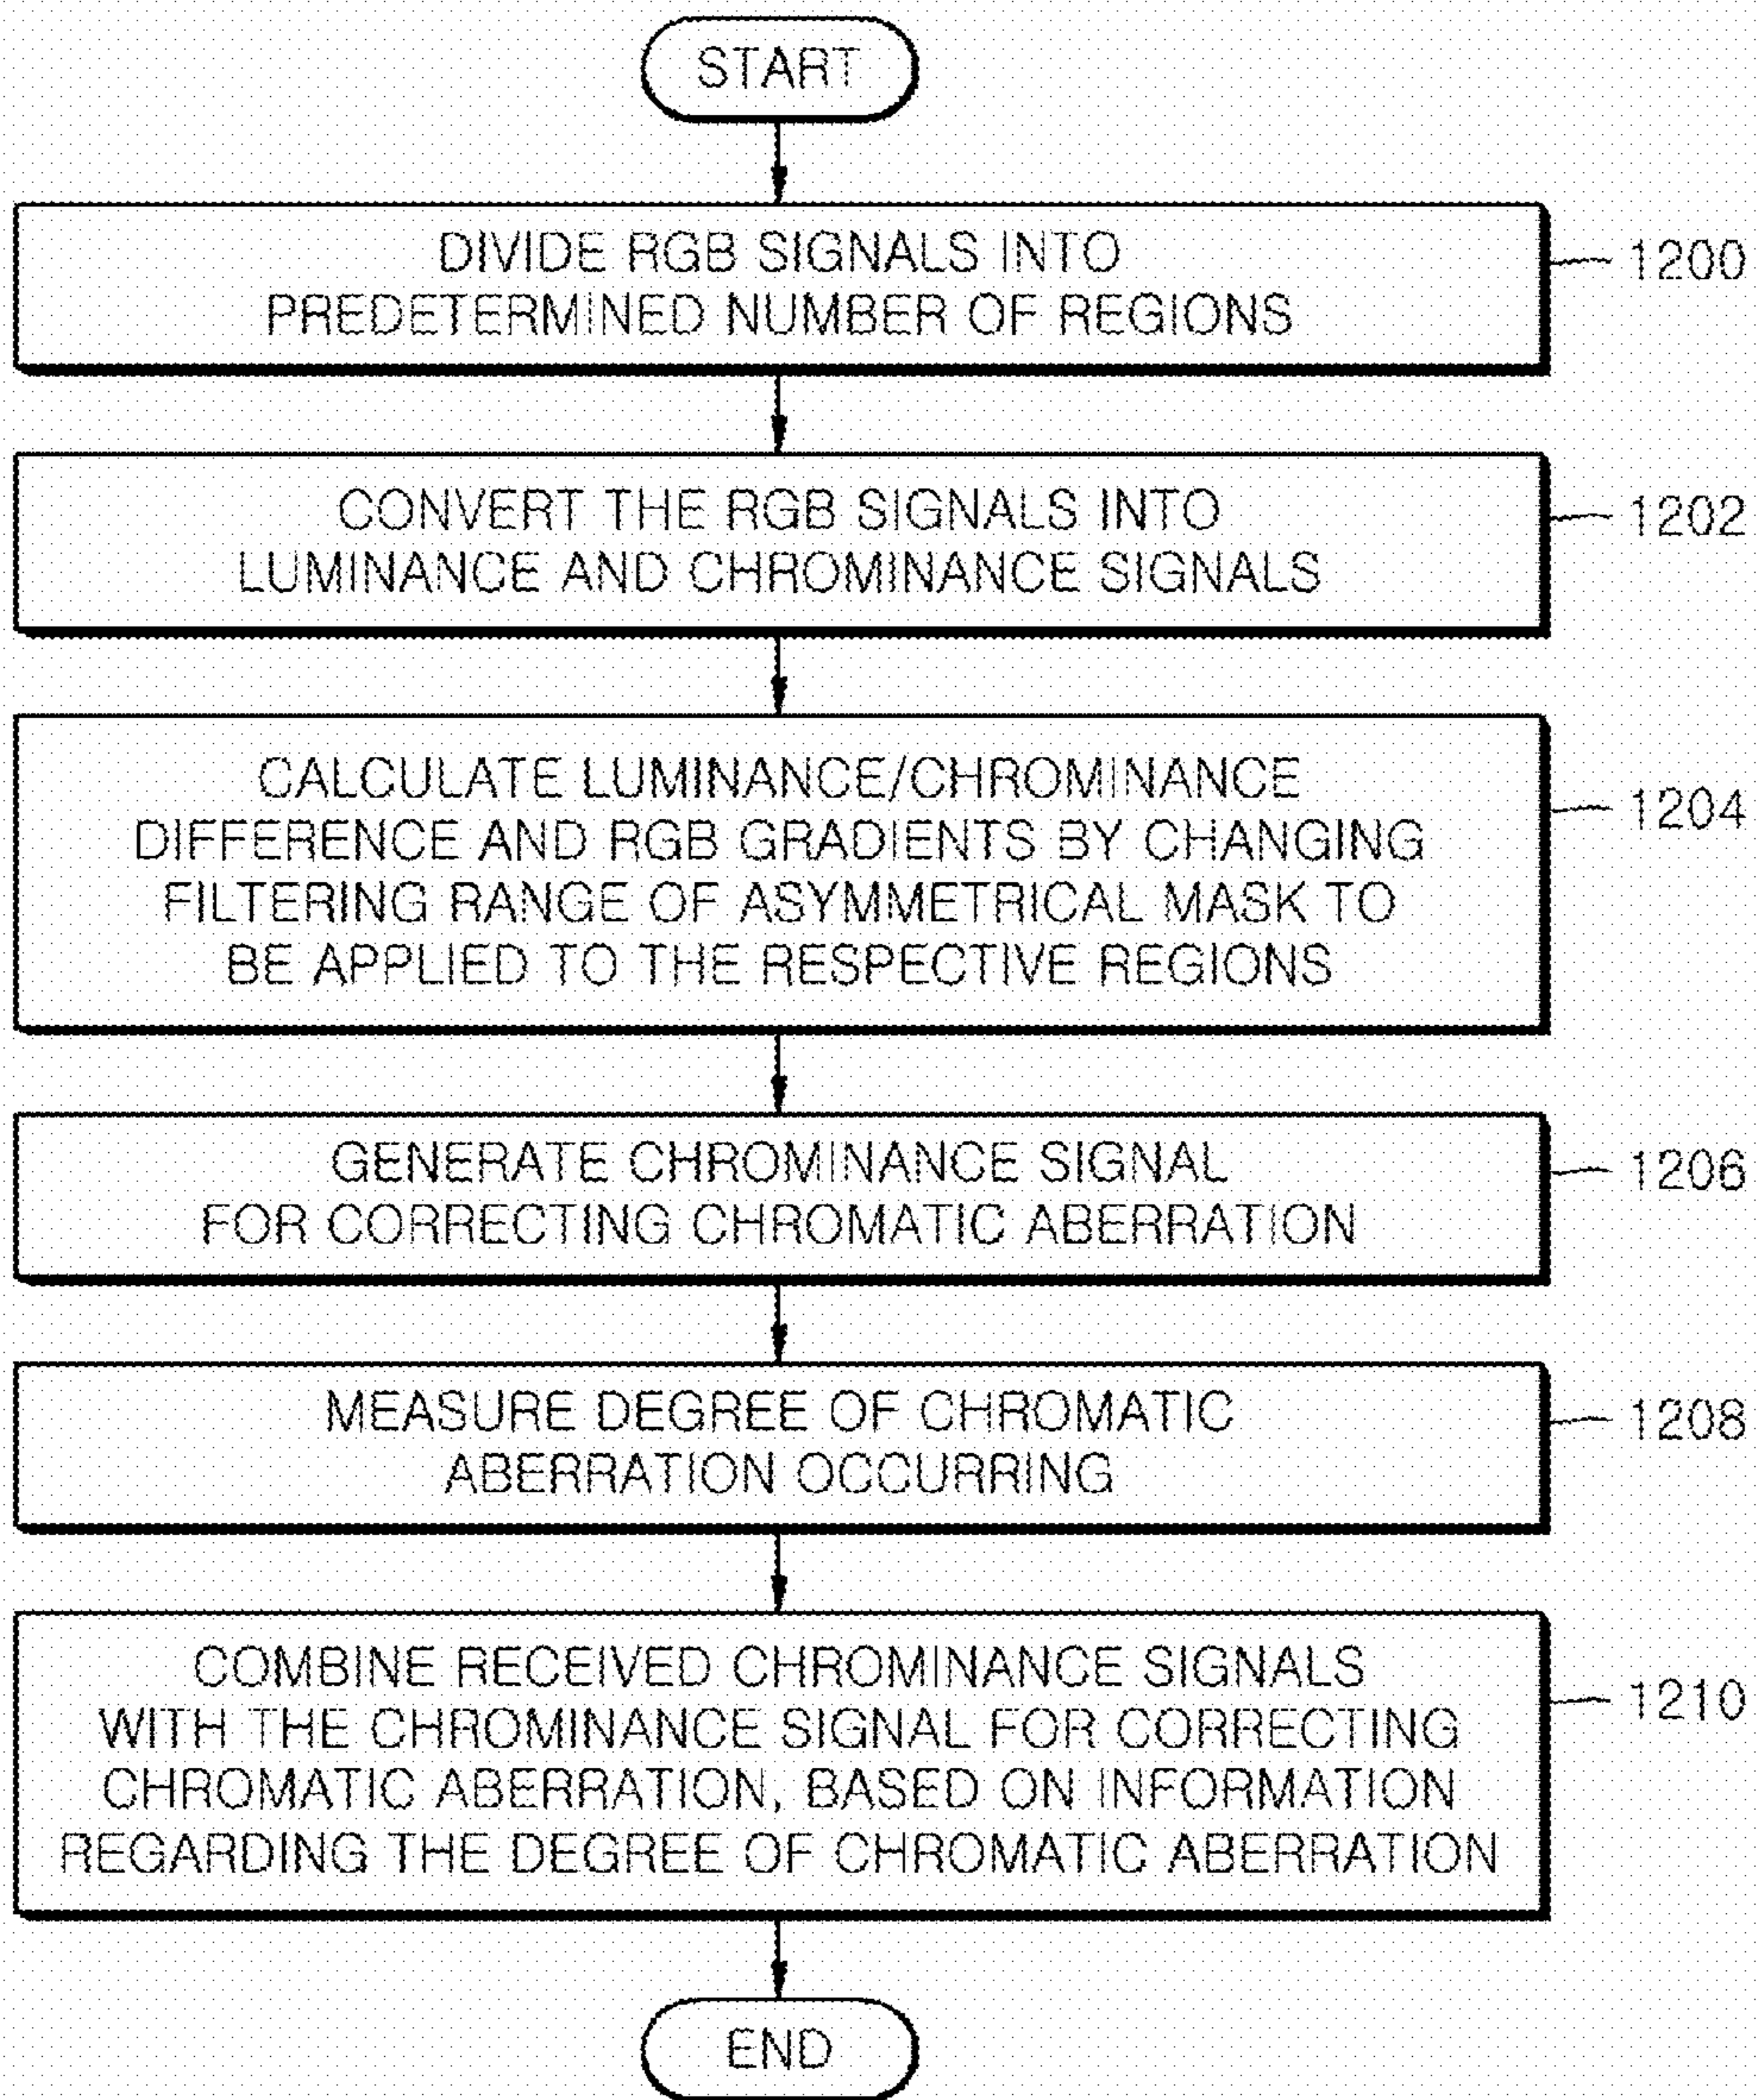 START
DIVIDE RGB SIGNALS INTO
PREDETERMINED NUMBER OF REGIONS
1200
CONVERT THE RGB SIGNALS INTO
LUMINANCE AND CHROMINANCE SIGNALS
1202
CALCULATE LUMINANCE/CHROMINANCE
DIFFERENCE AND RGB GRADIENTS BY CHANGING
FILTERING RANGE OF ASYMMETRICAL MASK TO
BE APPLIED TO THE RESPECTIVE REGIONS
1204
GENERATE CHROMINANCE SIGNAL
FOR CORRECTING CHROMATIC ABERRATION
1206
MEASURE DEGREE OF CHROMATIC
ABERRATION OCCURRING
1208
COMBINE RECEIVED CHROMINANCE SIGNALS
WITH THE CHROMINANCE SIGNAL FOR CORRECTING
CHROMATIC ABERRATION, BASED ON INFORMATION
REGARDING THE DEGREE OF CHROMATIC ABERRATION
1210
END